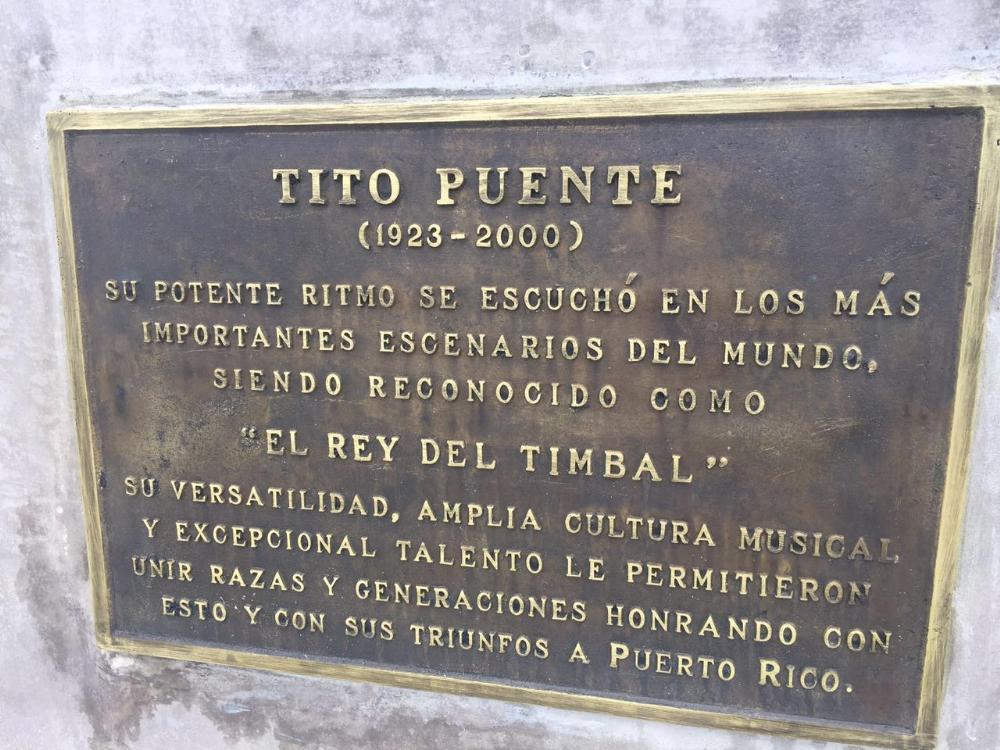 TITO PUENTE
(1923-2000)
SU POTENTE RITMO SE ESCUCHÓ EN LOS MÁS
IMPORTANTES ESCENARIOS DEL MUNDO,
SIENDO RECONOCIDO COMO
"EL REY DEL TIMBAL"
SU VERSATILIDAD, AMPLIA CULTURA MUSICAL
Y EXCEPCIONAL TALENTO LE PERMITIERON
UNIR RAZAS Y GENERACIONES HONRANDO CON
ESTO Y CON SUS TRIUNFOS A PUERTO RICO.